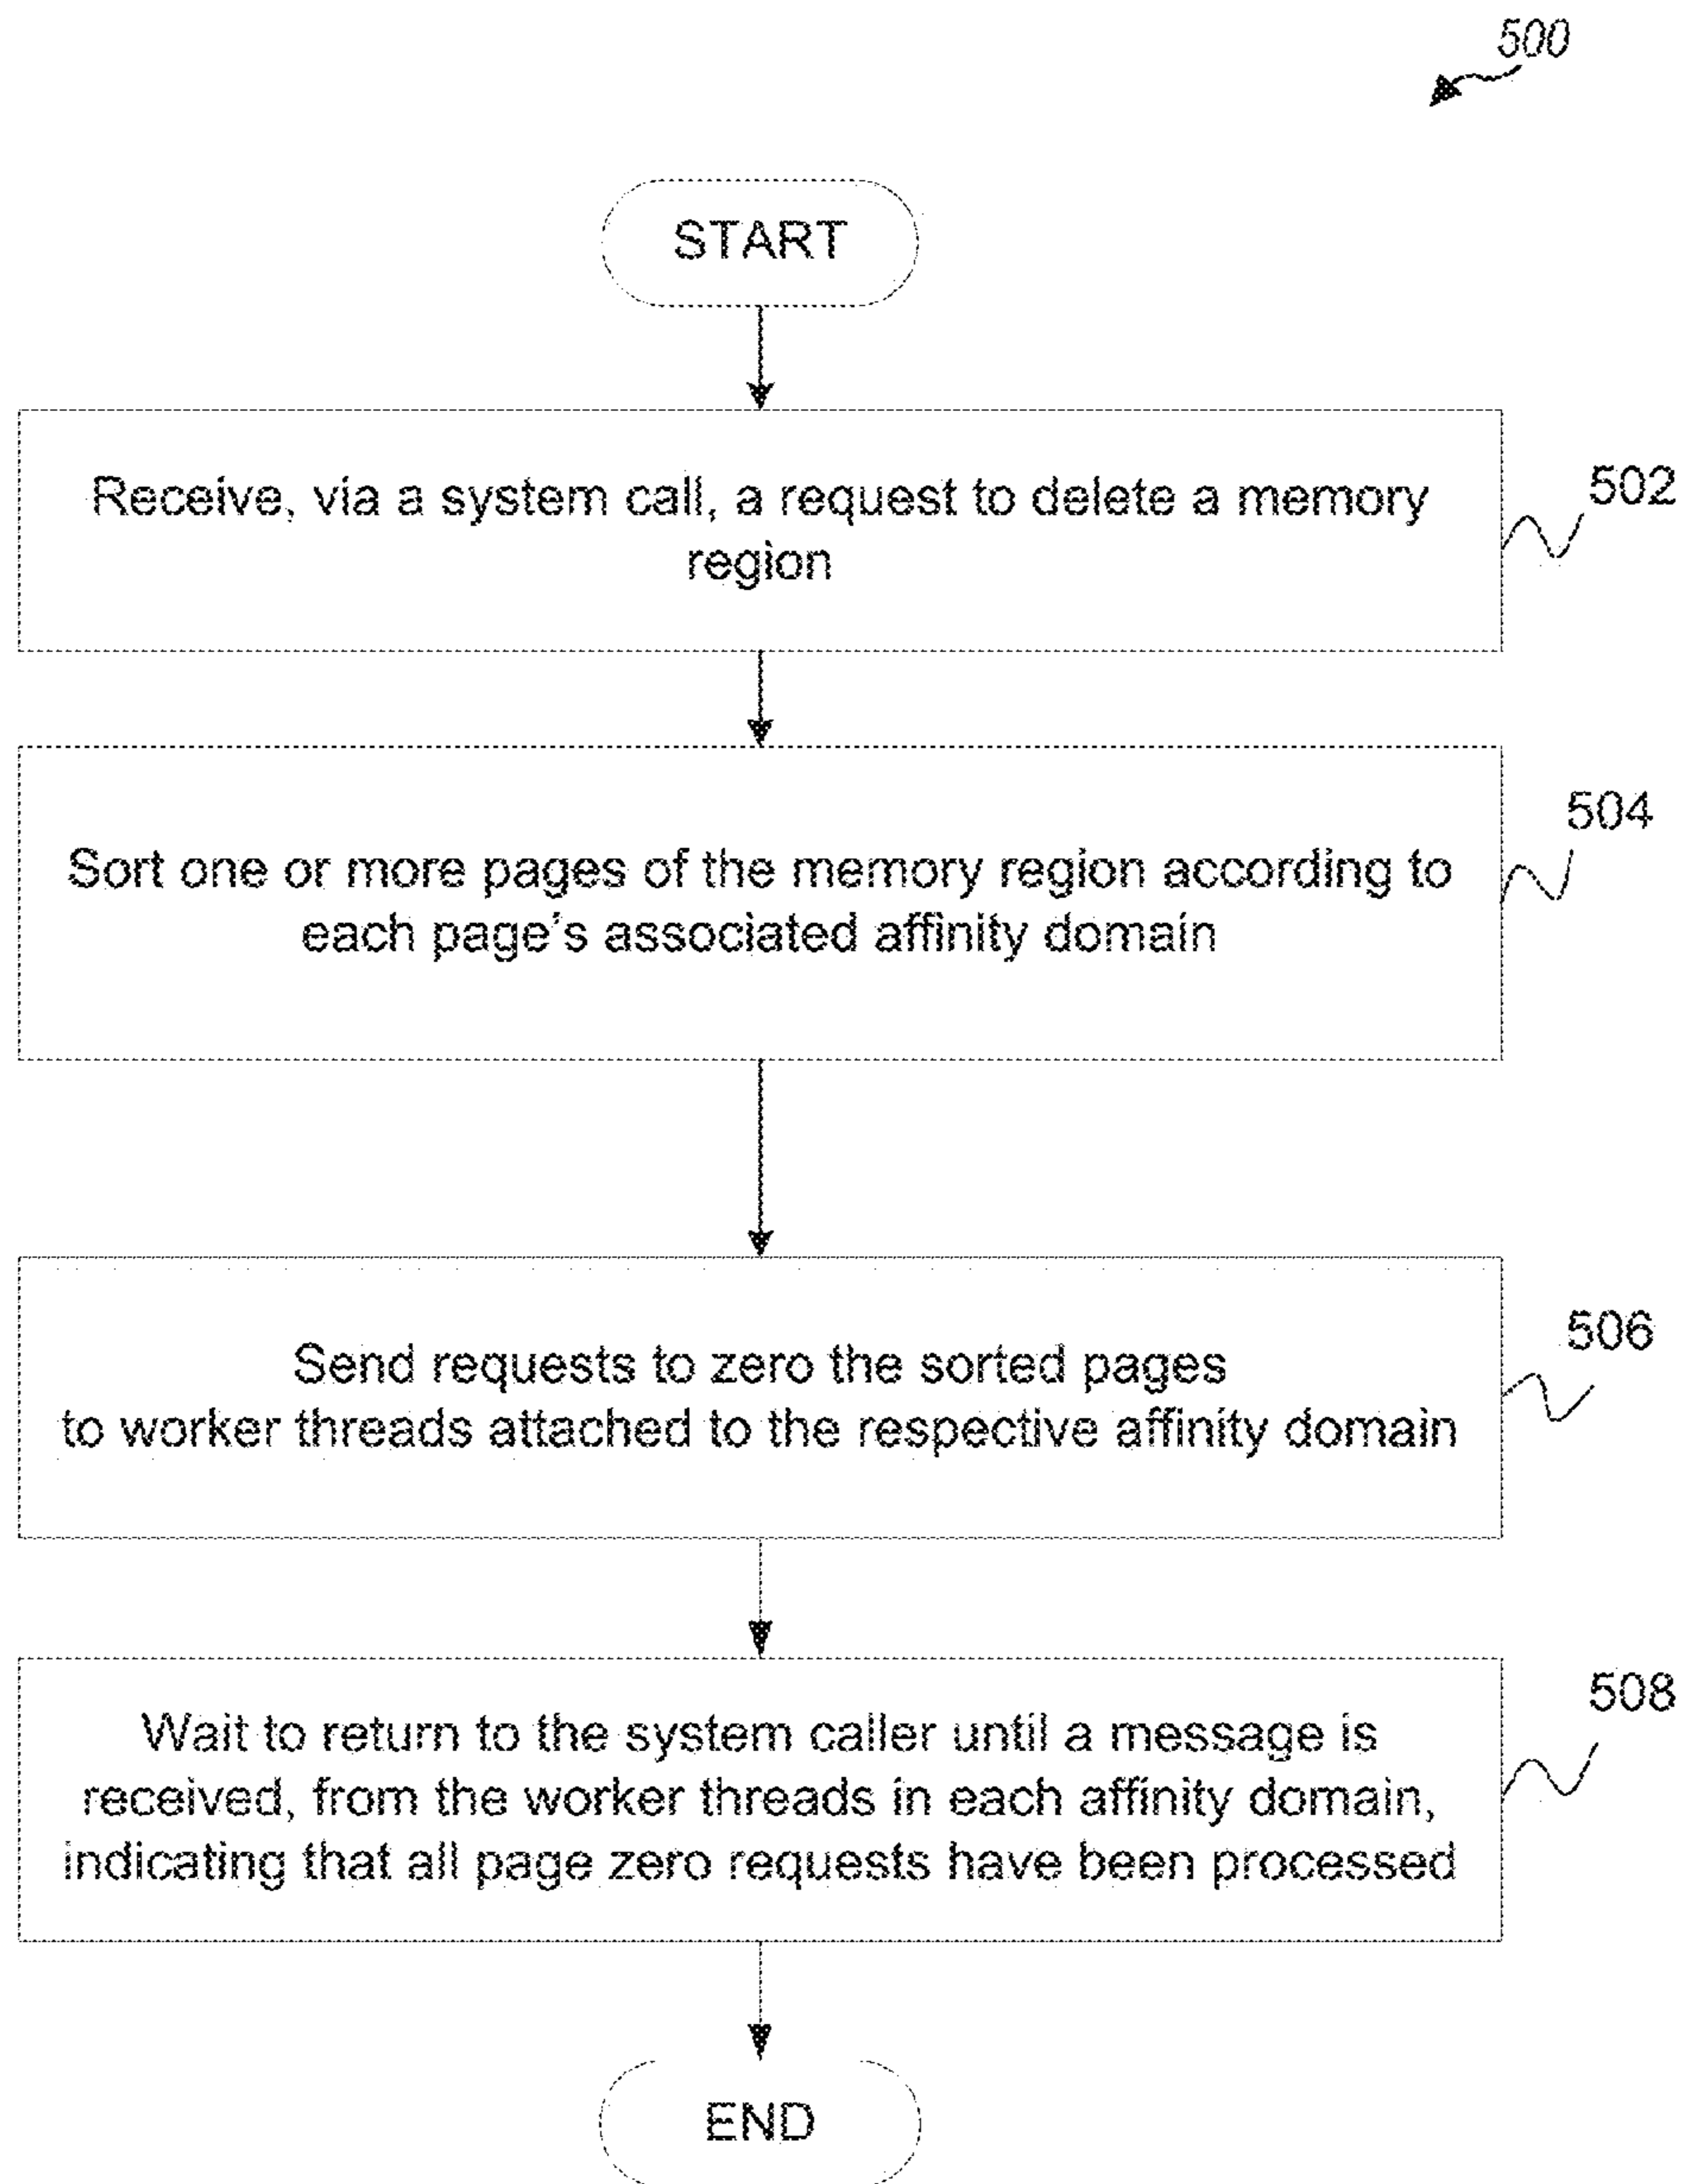 500
START
Receive, via a system call, a request to delete a memory
region
502
Sort one or more pages of the memory region according to
each page's associated affinity domain
504
Send requests to zero the sorted pages
to worker threads attached to the respective affinity domain
506
Wait to return to the system caller until a message is
received, from the worker threads in each affinity domain,
indicating that all page zero requests have been processed
508
END